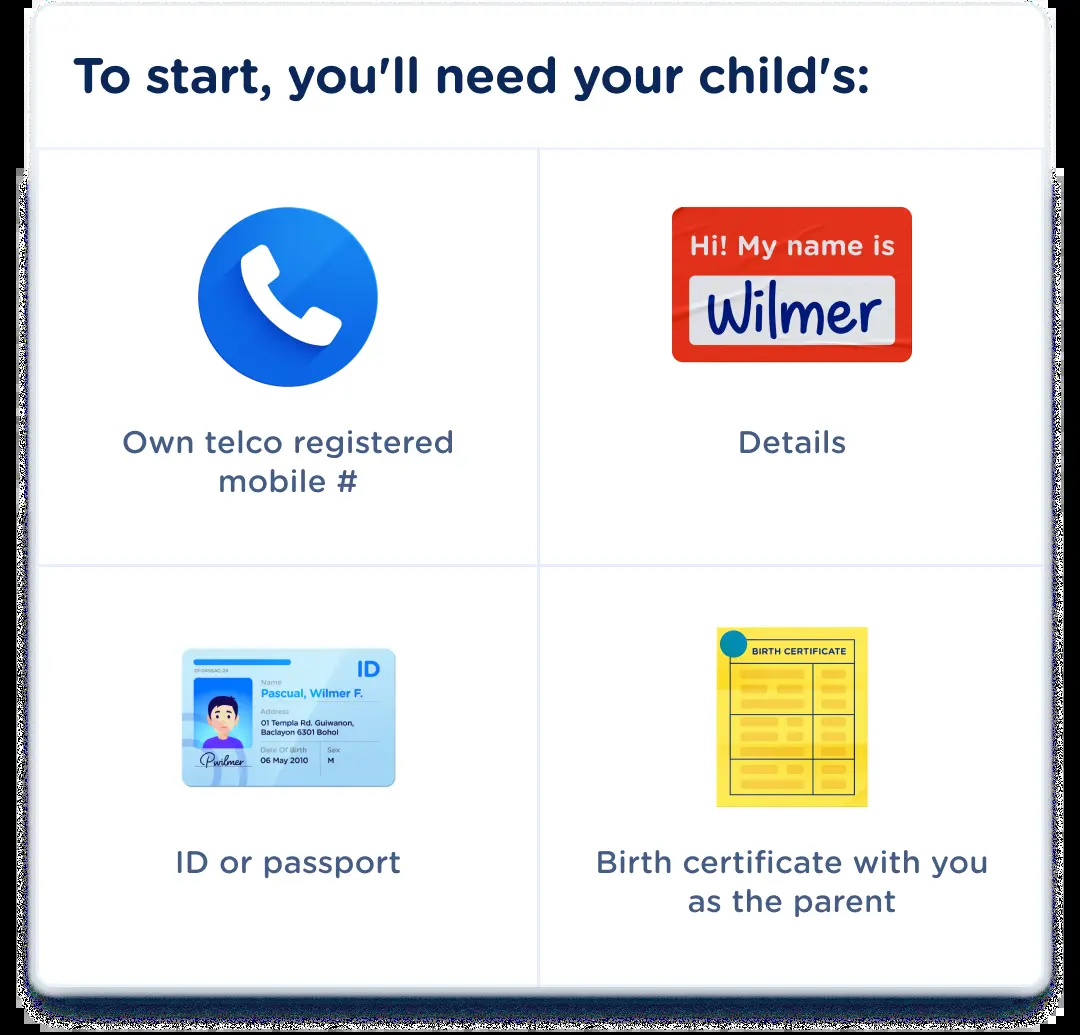 To start, you'll need your child's:
Hi! My name is
Wilmer
Own telco registered
mobile #
Details
ID
Name
Pascual, Wilmer F.
Address
01 Templa Rd. Guiwanon,
Baclayon 6301 Bohol
Date Of Birth
Sex
06 May 2010
M
Pwilmer
BIRTH CERTIFICATE
ID or passport
Birth certificate with you
as the parent